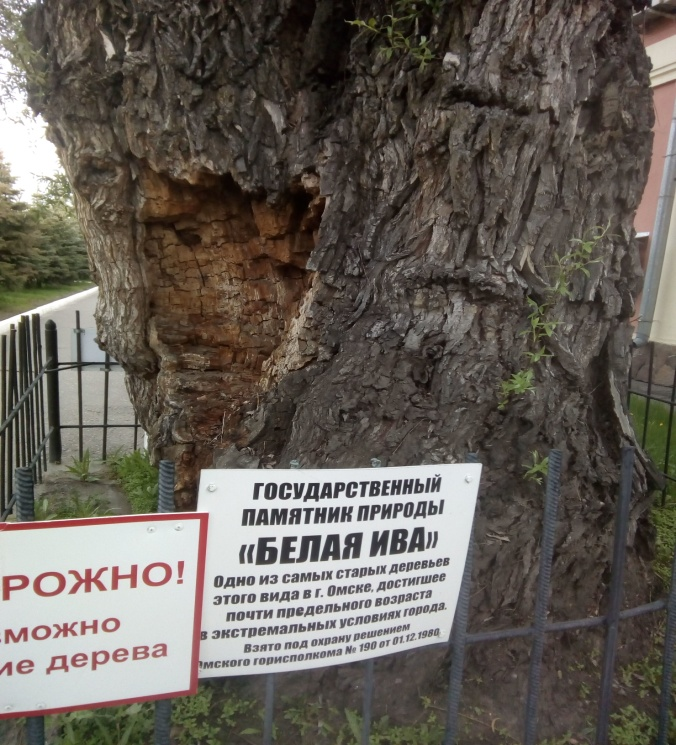 ГОСУДАРСТВЕННЫЙ
ПАМЯТНИК ПРИРОДЫ
«БЕЛАЯ ИВА»
Одно из самых старых деревьев
этого вида в г. Омске, достигшее
почти предельного возраста
в экстремальных условиях города.
Взято под охрану решением
Омского горисполкома № 190 от 01.12.1980
РОЖНО!
зможно
ие дерева